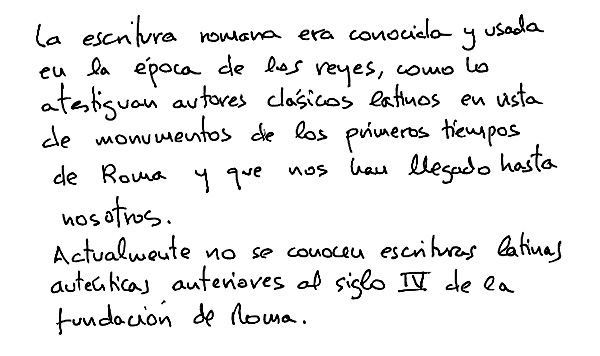 La escritura romana era conocida y usada
en la época de los reyes, como lo
atestiguan autores clásicos latinos en vista
de monumentos de los primeros tiempos
de Roma y que nos han llegado hasta
nosotros.
Actualmente no se conocen escrituras latinas
auténticas anteriores al siglo IV de la
fundación de Roma.